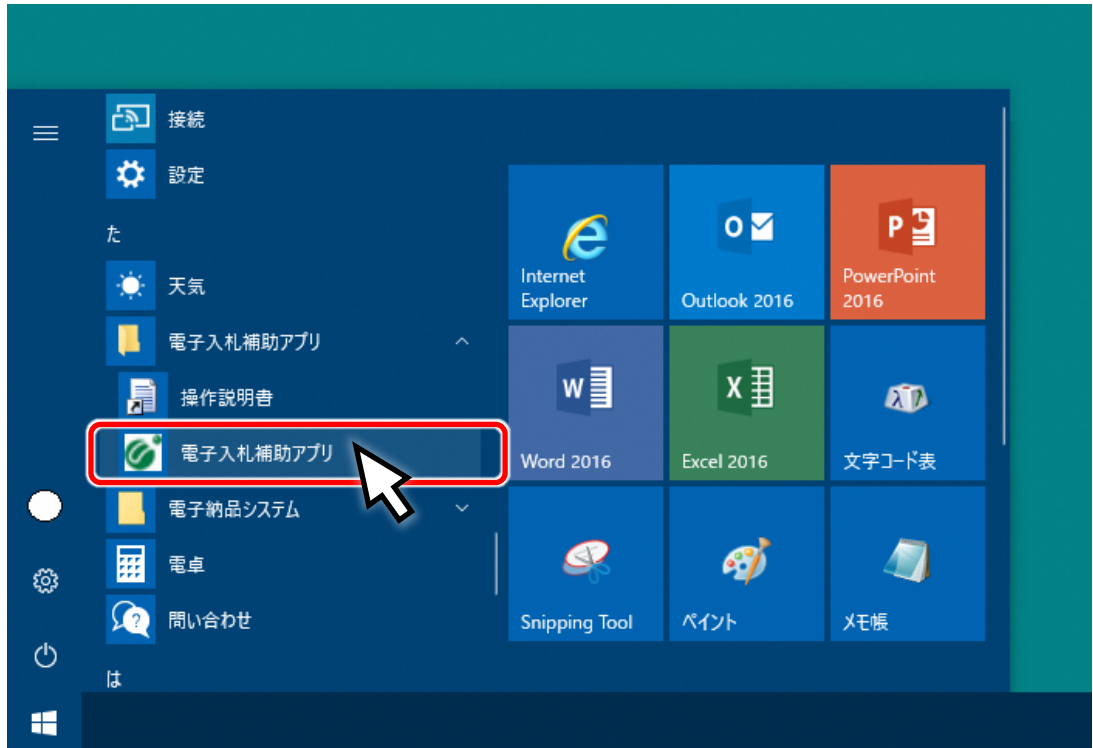 接続
設定
た
天気
電子入札補助アプリ
操作説明書
電子入札補助アプリ
電子納品システム
電卓
問い合わせ
は
Internet
Explorer
Outlook 2016
PowerPoint
2016
Word 2016
Excel 2016
文字コード表
Snipping Tool
ペイント
メモ帳